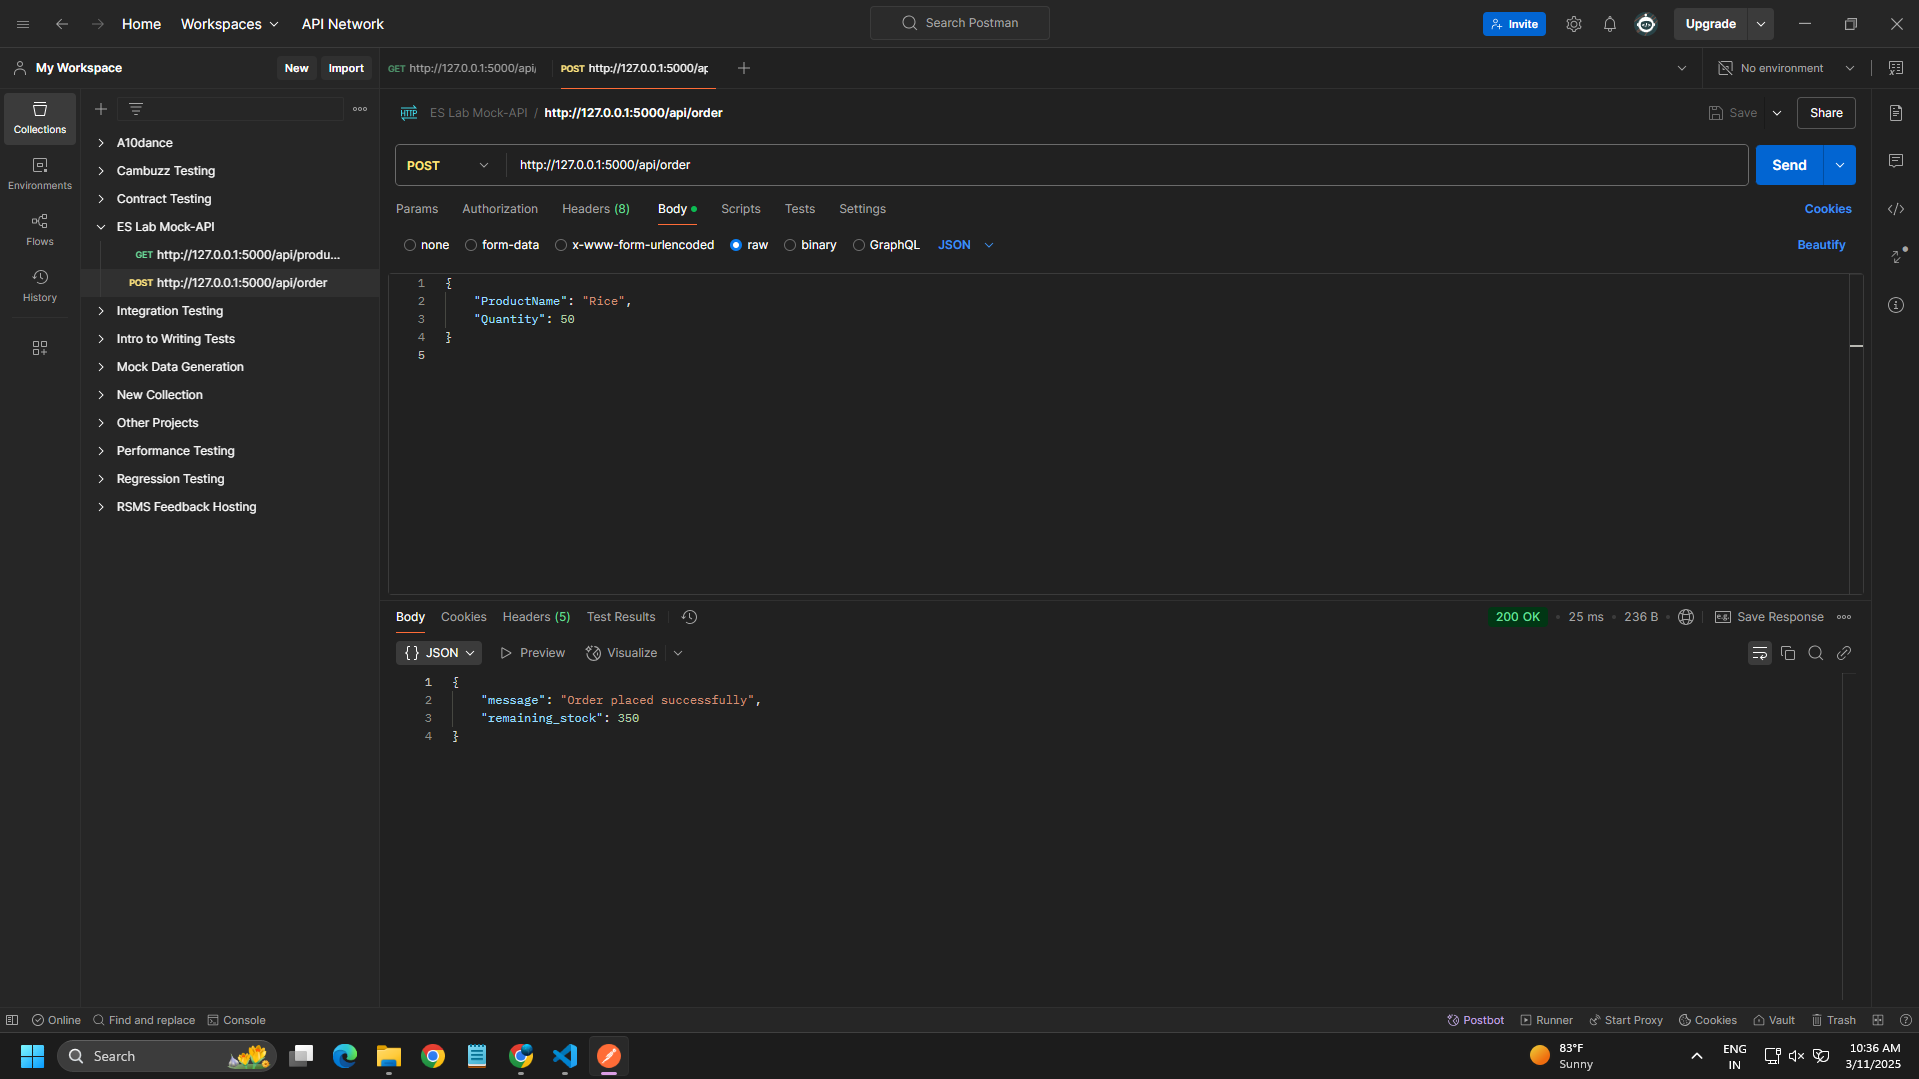 Home
Workspaces
API Network
Search Postman
Invite
Upgrade
My Workspace
New
Import
GET http://127.0.0.1:5000/api/
POST http://127.0.0.1:5000/ap
No environment
Collections
Environments
Flows
History
A10dance
Cambuzz Testing
Contract Testing
ES Lab Mock-API
GET http://127.0.0.1:5000/api/produ...
POST http://127.0.0.1:5000/api/order
Integration Testing
Intro to Writing Tests
Mock Data Generation
New Collection
Other Projects
Performance Testing
Regression Testing
RSMS Feedback Hosting
HTTP ES Lab Mock-API / http://127.0.0.1:5000/api/order
Save
Share
POST http://127.0.0.1:5000/api/order
Send
Params Authorization Headers (8) Body Scripts Tests Settings
Cookies
none form-data x-www-form-urlencoded raw binary GraphQL JSON
Beautify
1 {
2 "ProductName": "Rice",
3 "Quantity": 50
4 }
5
Body Cookies Headers (5) Test Results
200 OK • 25 ms • 236 B
e.g. Save Response
{} JSON Preview Visualize
1 {
2 "message": "Order placed successfully",
3 "remaining_stock": 350
4 }
Online Find and replace Console
Postbot Runner Start Proxy Cookies Vault Trash
Search
83°F
Sunny
ENG
IN
10:36 AM
3/11/2025